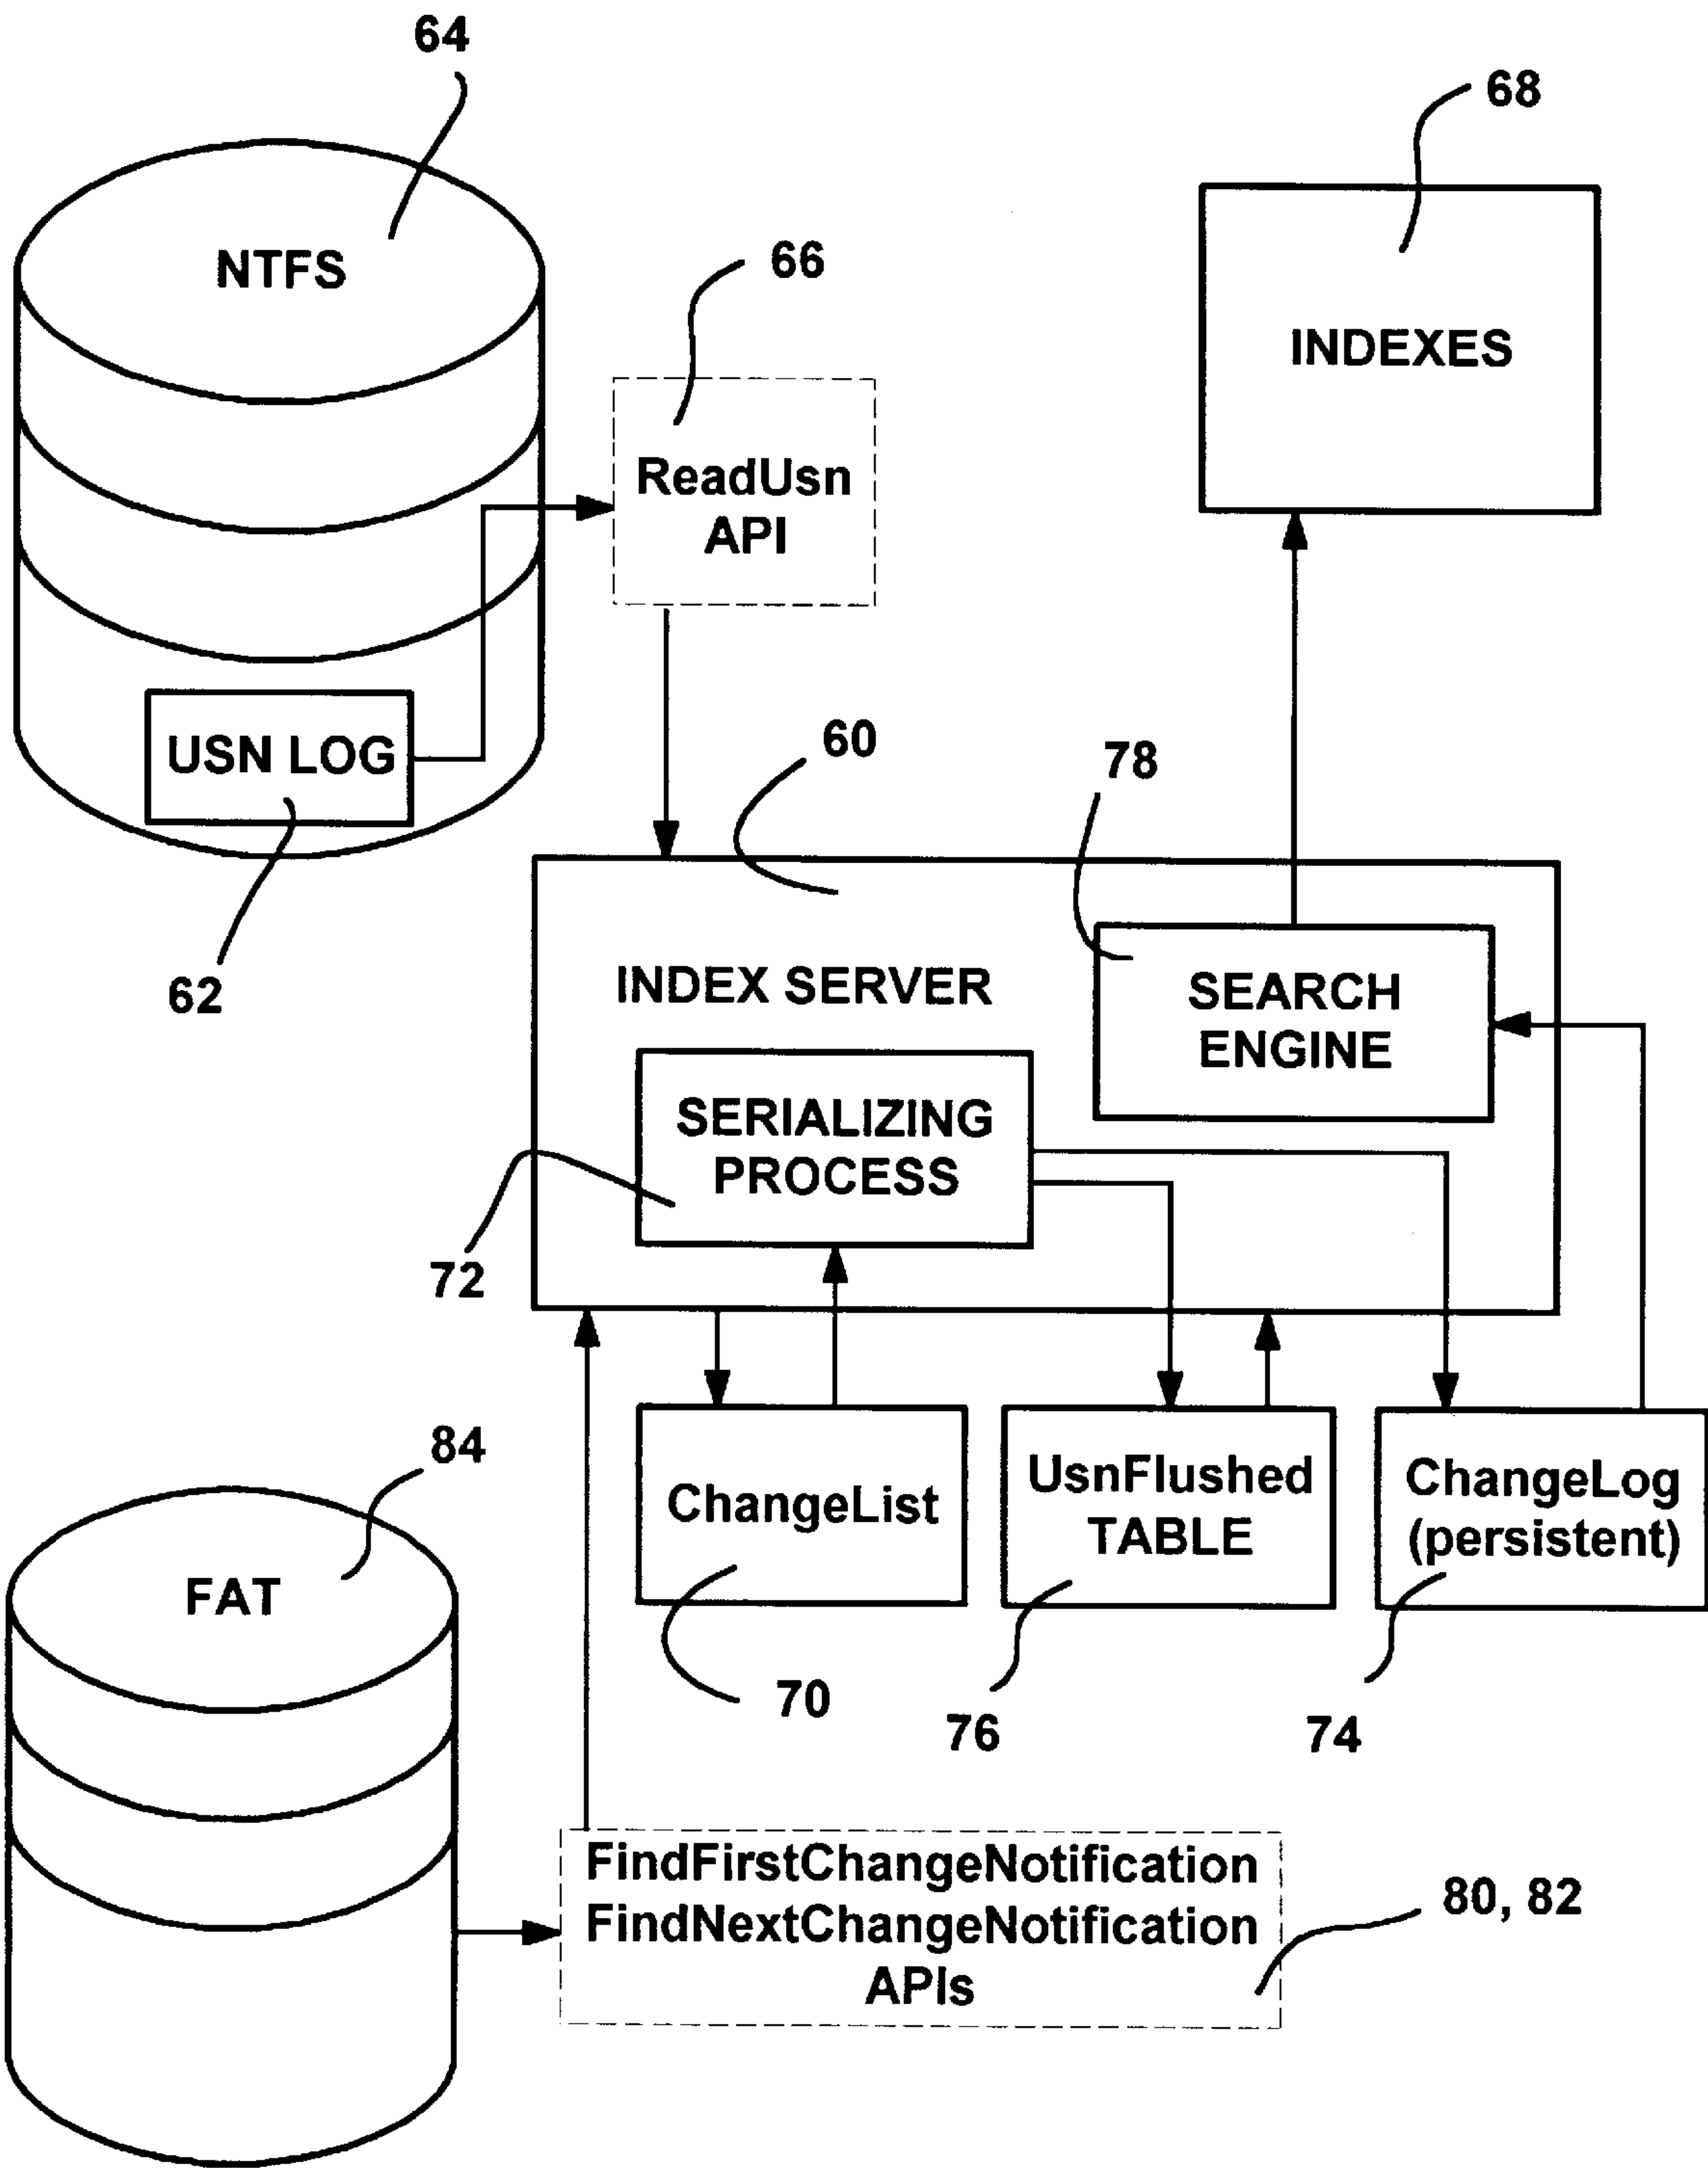 64
68
NTFS
66
INDEXES
ReadUsn
API
USN LOG
60
78
62
INDEX SERVER
SEARCH
ENGINE
SERIALIZING
PROCESS
72
84
ChangeList
UsnFlushed
TABLE
ChangeLog
(persistent)
FAT
70
76
74
FindFirstChangeNotification
FindNextChangeNotification
APIs
80, 82